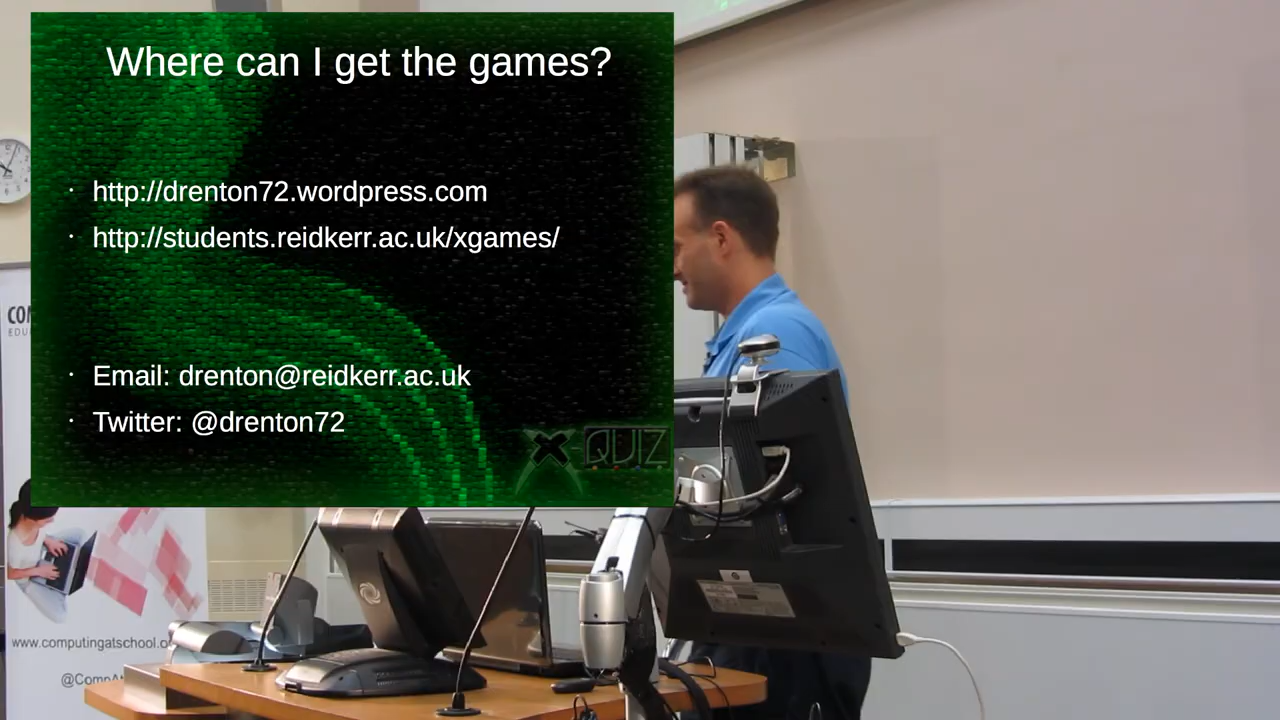 Where can I get the games?
http://drenton72.wordpress.com
http://students.reidkerr.ac.uk/xgames/
Email: drenton@reidkerr.ac.uk
Twitter: @drenton72
X QUIZ
www.computingatschool.o